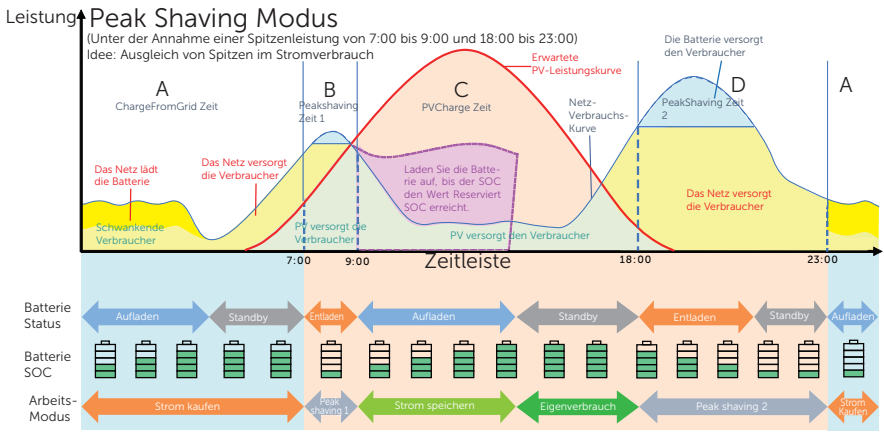 Leistung
Peak Shaving Modus
(Unter der Annahme einer Spitzenleistung von 7:00 bis 9:00 und 18:00 bis 23:00)
Idee: Ausgleich von Spitzen im Stromverbrauch
A
ChargeFromGrid Zeit
B
Peakshaving
Zeit 1
C
PVCharge Zeit
Erwartete
PV-Leistungskurve
Netz-
Verbrauchs-
Kurve
Die Batterie versorgt
den Verbraucher
D
PeakShaving Zeit
2
A
Das Netz lädt
die Batterie
Das Netz versorgt
die Verbraucher
Laden Sie die Batte-
rie auf, bis der SOC
den Wert Reserviert
SOC erreicht.
Das Netz versorgt
die Verbraucher
Schwankende
Verbraucher
PV versorgt die
Verbraucher
PV versorgt den Verbraucher
7:00
9:00
Zeitleiste
18:00
23:00
Batterie
Status
Aufladen
Standby
Entladen
Aufladen
Standby
Entladen
Standby
Aufladen
Batterie
SOC
Arbeits-
Modus
Strom kaufen
Peak
shaving 1
Strom speichern
Eigenverbrauch
Peak shaving 2
Strom
Kaufen